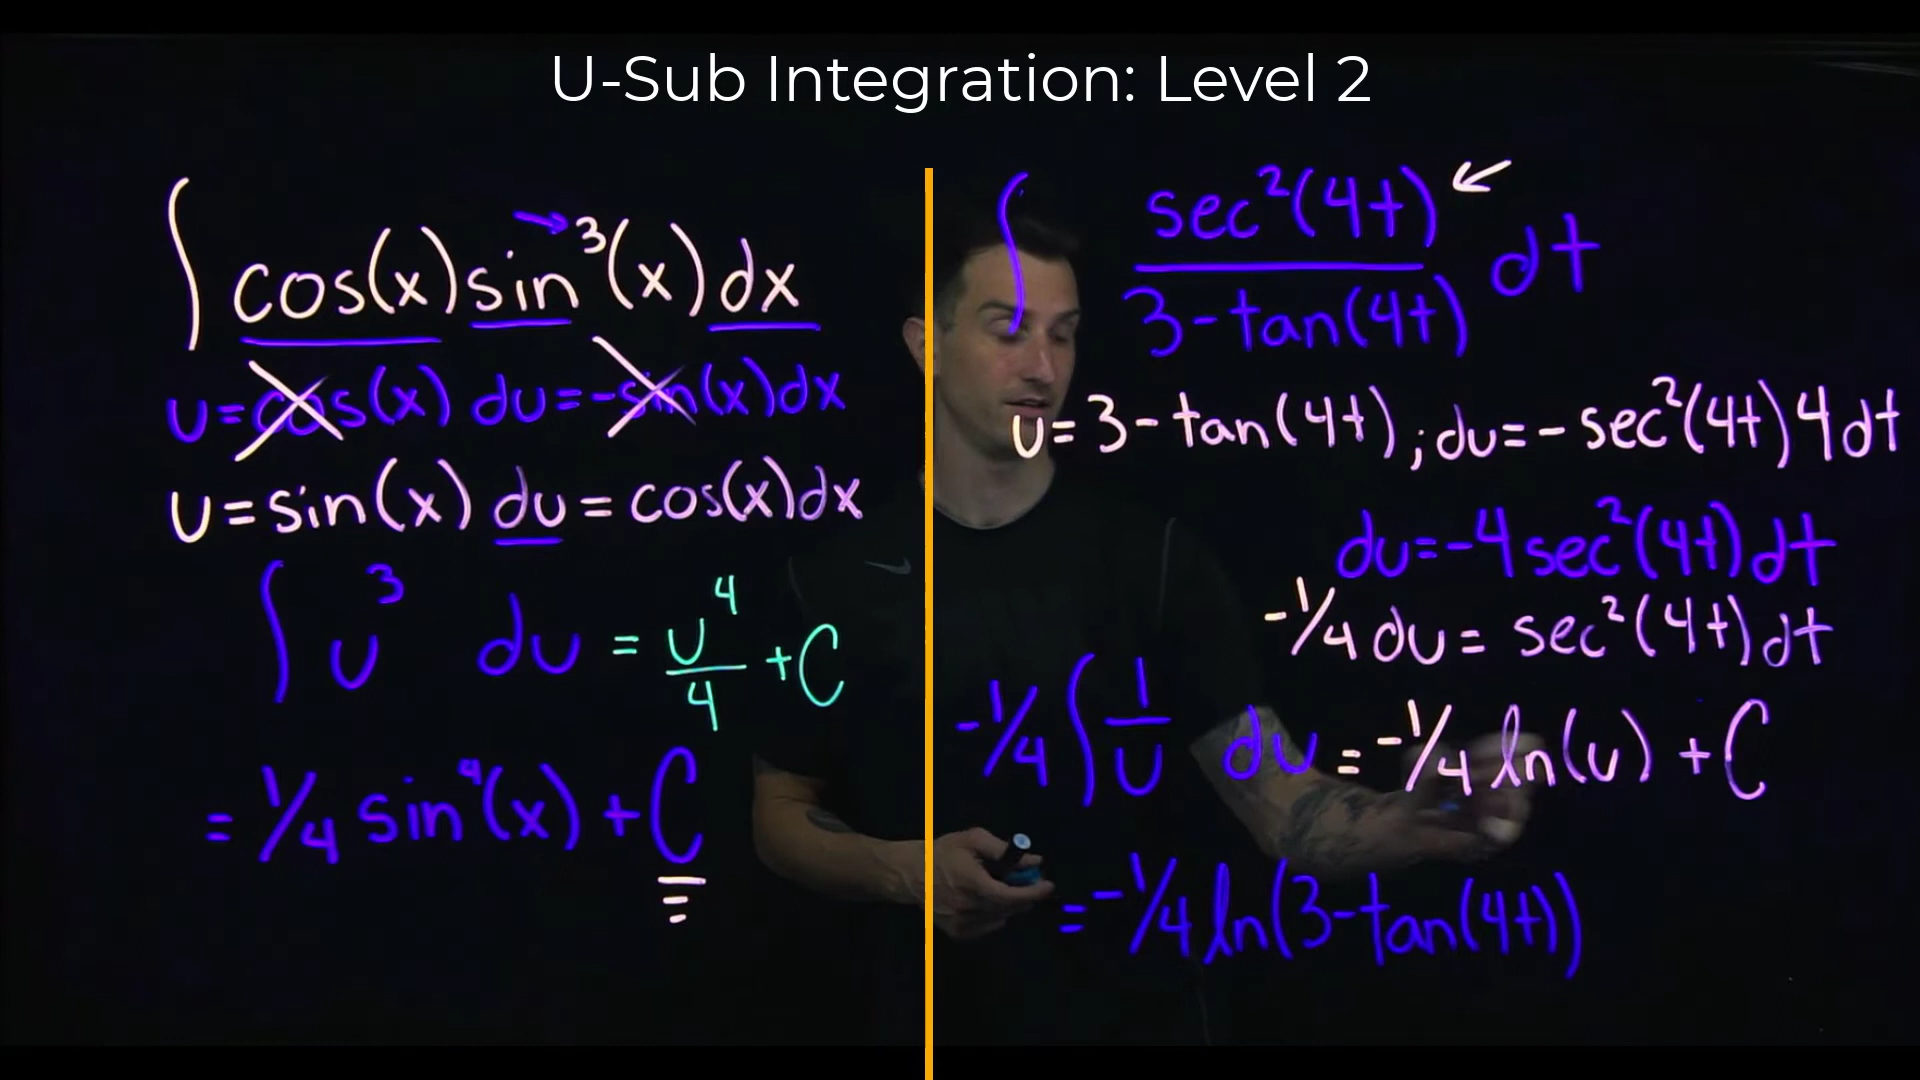 U-Sub Integration: Level 2
∫ cos(x) sin³(x) dx
u = cos(x) du = -sin(x)dx
u = sin(x) du = cos(x)dx
∫ u³ du = u⁴/4 + C
= 1/4 sin⁴(x) + C
∫ sec²(4t)/3-tan(4t) dt
u = 3-tan(4t); du = -sec²(4t)4dt
du = -4sec²(4t)dt
-1/4 du = sec²(4t)dt
-1/4 ∫ 1/u du = -1/4 ln(u) + C
= -1/4 ln(3-tan(4t))